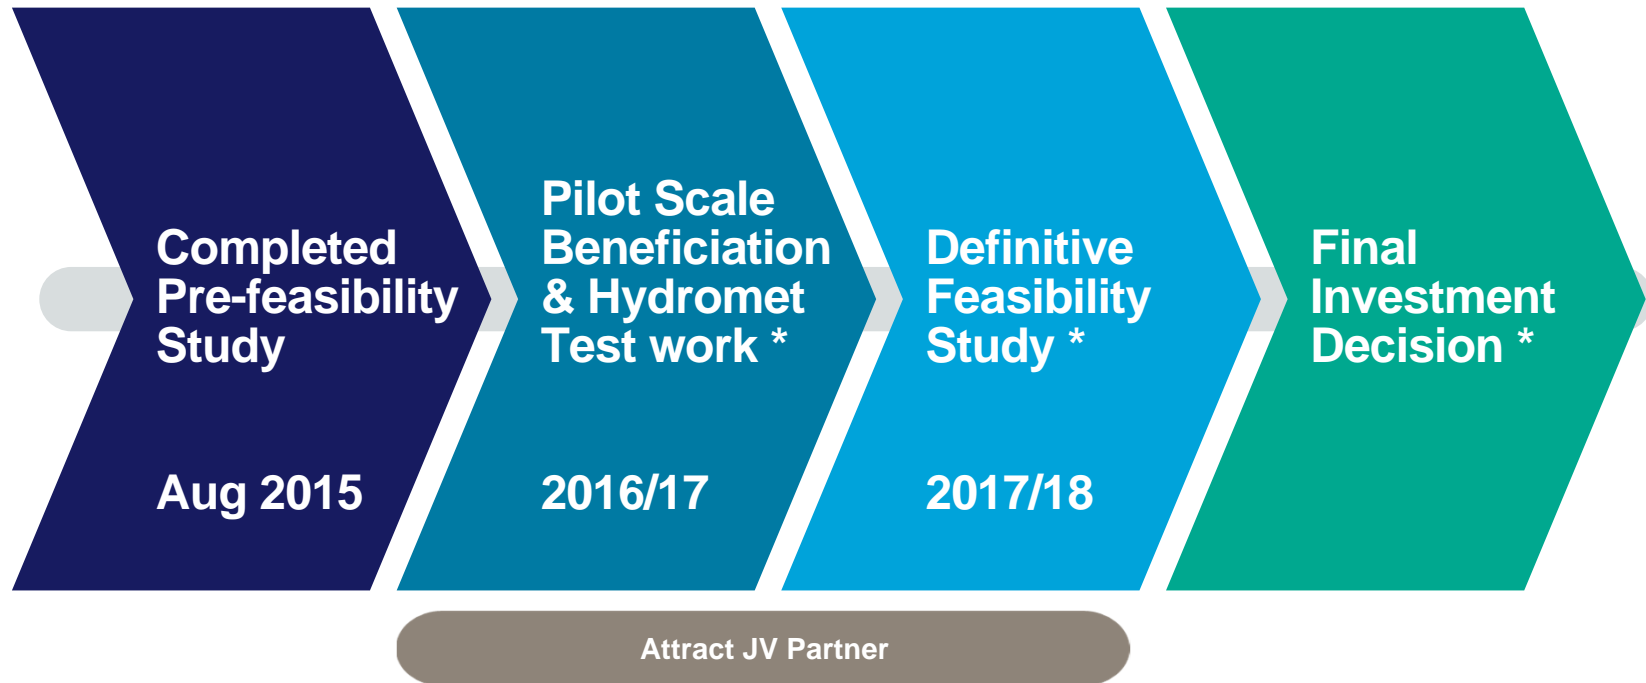 Completed
Pre-feasibility
Study
Aug 2015
Pilot Scale
Beneficiation
& Hydromet
Test work *
2016/17
Definitive
Feasibility
Study *
2017/18
Final
Investment
Decision *
Attract JV Partner